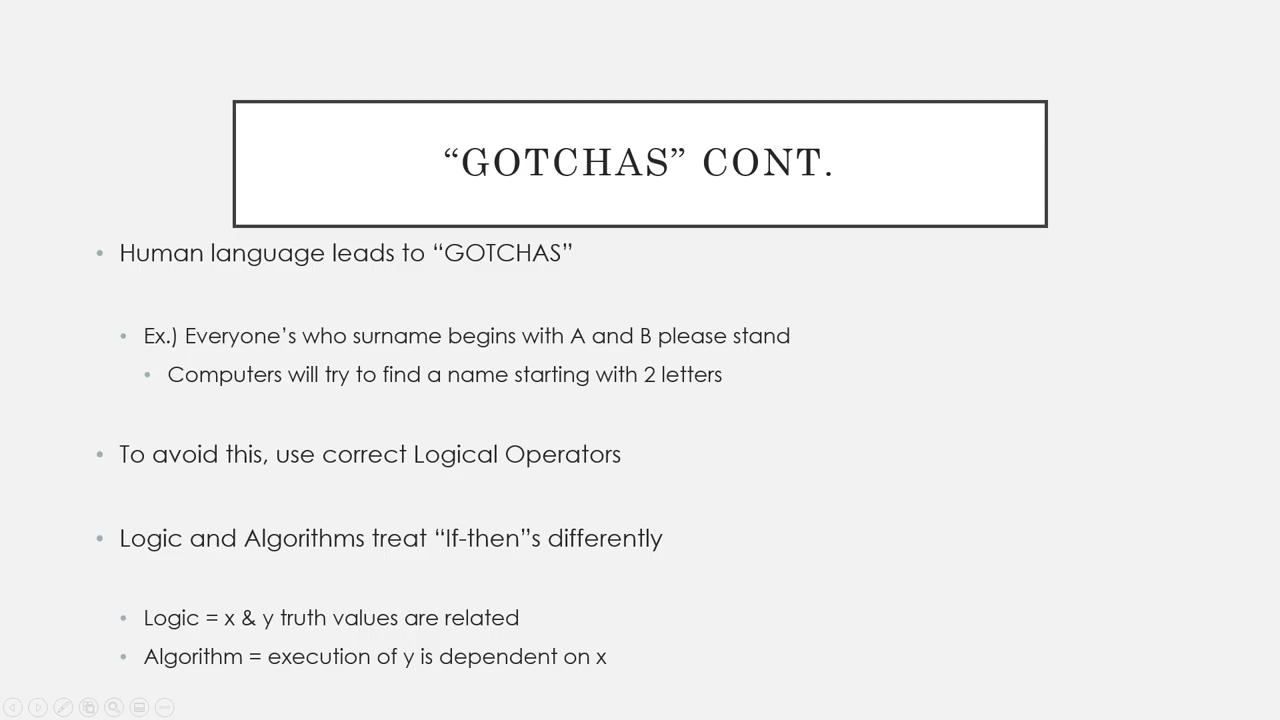 “GOTCHAS” CONT.
• Human language leads to “GOTCHAS”
• Ex.) Everyone’s who surname begins with A and B please stand
• Computers will try to find a name starting with 2 letters
• To avoid this, use correct Logical Operators
• Logic and Algorithms treat “If-then”s differently
• Logic = x & y truth values are related
• Algorithm = execution of y is dependent on x